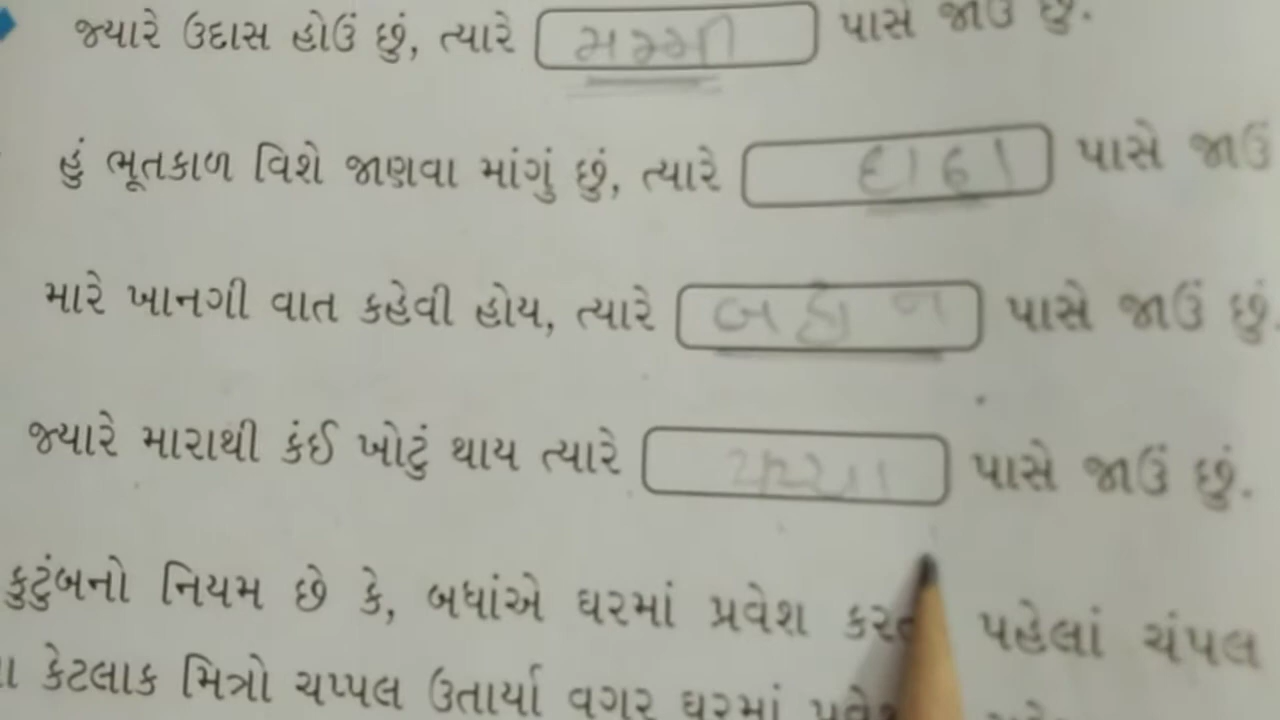 જ્યારે ઉદાસ હોઉં છું, ત્યારે મમ્મી પાસે જાઉં છું.
હું ભૂતકાળ વિશે જાણવા માંગું છું, ત્યારે દાદા પાસે જાઉં
મારે ખાનગી વાત કહેવી હોય, ત્યારે બહેન પાસે જાઉં છું.
જ્યારે મારાથી કંઈ ખોટું થાય ત્યારે પાસે જાઉં છું.
કુટુંબનો નિયમ છે કે, બધાંએ ઘરમાં પ્રવેશ પહેલાં ચંપલ
કેટલાક મિત્રો ચપ્પલ ઉતાર્યા વગર ઘરમાં